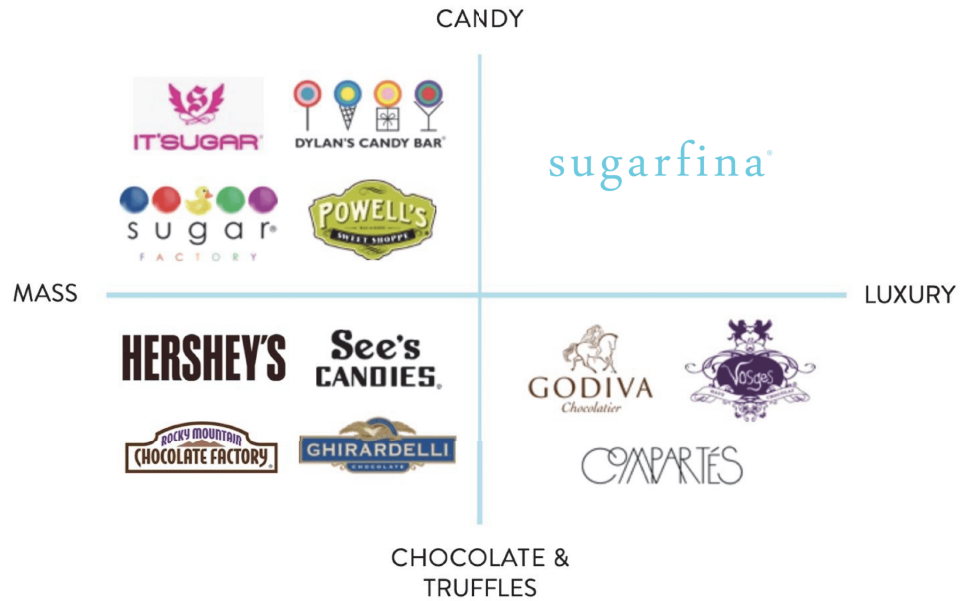 CANDY
IT'SUGAR
DYLAN'S CANDY BAR
sugarfina
sugar®
FACTORY
POWELL'S
SWEET SHOPPE
MASS
LUXURY
HERSHEY'S
See's
CANDIES®
GODIVA
Chocolatier
Vosges
ROCKY MOUNTAIN
CHOCOLATE FACTORY
GHIRARDELLI
CHOCOLATE
COMPARTÉS
CHOCOLATE &
TRUFFLES